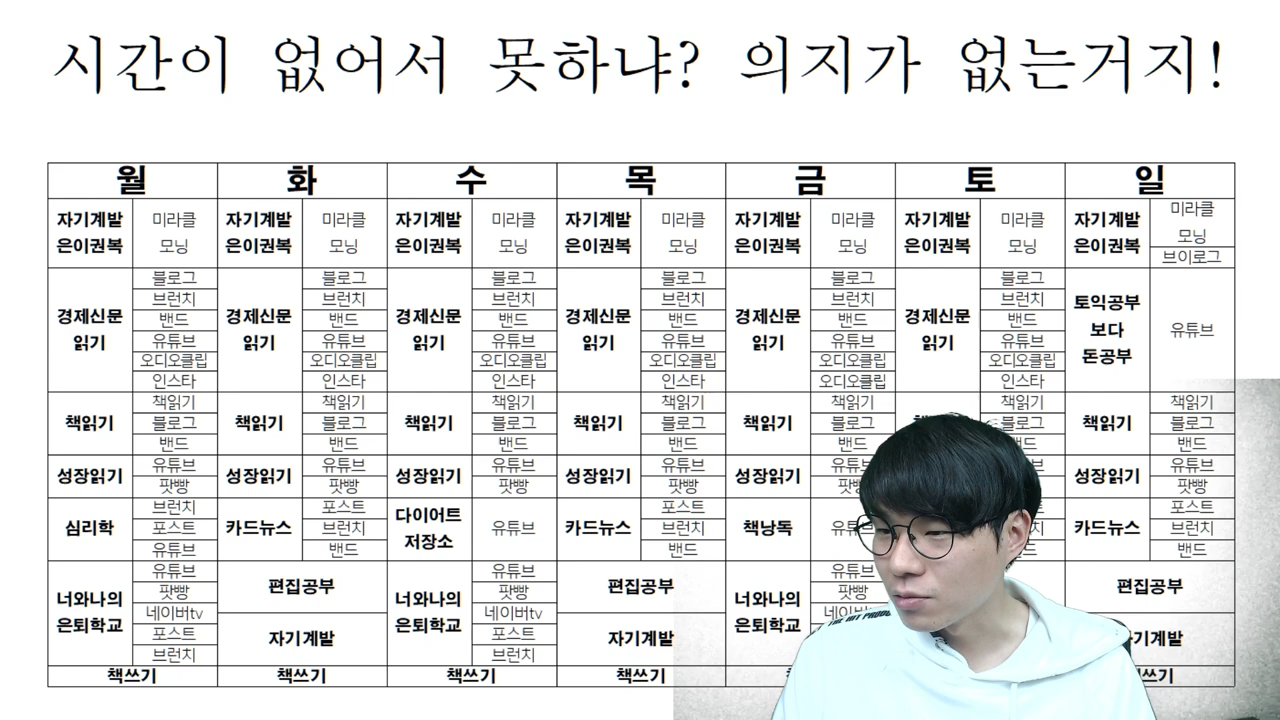 시간이 없어서 못하냐? 의지가 없는거지!
월 화 수 목 금 토 일
자기계발 은이권복 미라클 모닝 자기계발 은이권복 미라클 모닝 자기계발 은이권복 미라클 모닝 자기계발 은이권복 미라클 모닝 자기계발 은이권복 미라클 모닝 자기계발 은이권복 미라클 모닝 자기계발 은이권복 미라클 모닝 브이로그
경제신문 읽기 블로그 브런치 밴드 유튜브 오디오클립 인스타 경제신문 읽기 블로그 브런치 밴드 유튜브 오디오클립 인스타 경제신문 읽기 블로그 브런치 밴드 유튜브 오디오클립 인스타 경제신문 읽기 블로그 브런치 밴드 유튜브 오디오클립 인스타 경제신문 읽기 블로그 브런치 밴드 유튜브 오디오클립 오디오클립 경제신문 읽기 블로그 브런치 밴드 유튜브 오디오클립 인스타 토익공부 보다 돈공부 유튜브
책읽기 책읽기 블로그 밴드 책읽기 책읽기 블로그 밴드 책읽기 책읽기 블로그 밴드 책읽기 책읽기 블로그 밴드 책읽기 책읽기 블로그 밴드 책읽기 블로그 밴드 책읽기 책읽기 블로그 밴드
성장읽기 유튜브 팟빵 성장읽기 유튜브 팟빵 성장읽기 유튜브 팟빵 성장읽기 유튜브 팟빵 성장읽기 유튜브 팟빵 성장읽기 유튜브 팟빵
심리학 브런치 포스트 유튜브 카드뉴스 포스트 브런치 밴드 다이어트 저장소 유튜브 카드뉴스 포스트 브런치 밴드 책낭독 카드뉴스 포스트 브런치 밴드
너와나의 은퇴학교 유튜브 팟빵 네이버tv 포스트 브런치 편집공부 자기계발 너와나의 은퇴학교 유튜브 팟빵 네이버tv 포스트 브런치 편집공부 자기계발 너와나의 은퇴학교 유튜브 팟빵 편집공부
책쓰기 책쓰기 책쓰기 책쓰기
THE HIT